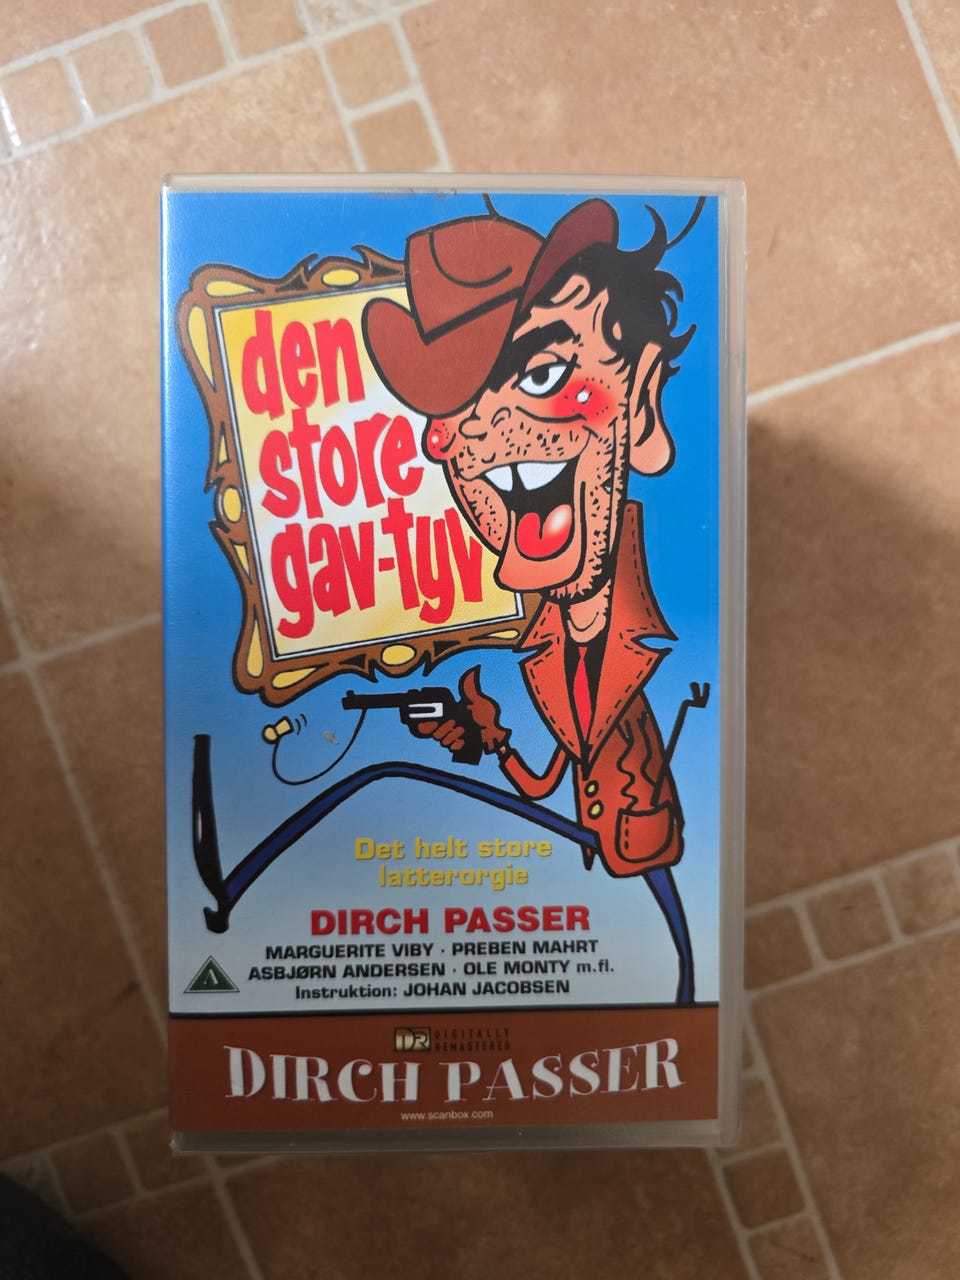 den
store
gav-tyv
Det helt store
latterorgie
DIRCH PASSER
MARGUERITE VIBY · PREBEN MAHRT
ASBJØRN ANDERSEN · OLE MONTY m.fl.
Instruktion: JOHAN JACOBSEN
A
DR DIGITALLY
REMASTERED
DIRCH PASSER
www.scanbox.com